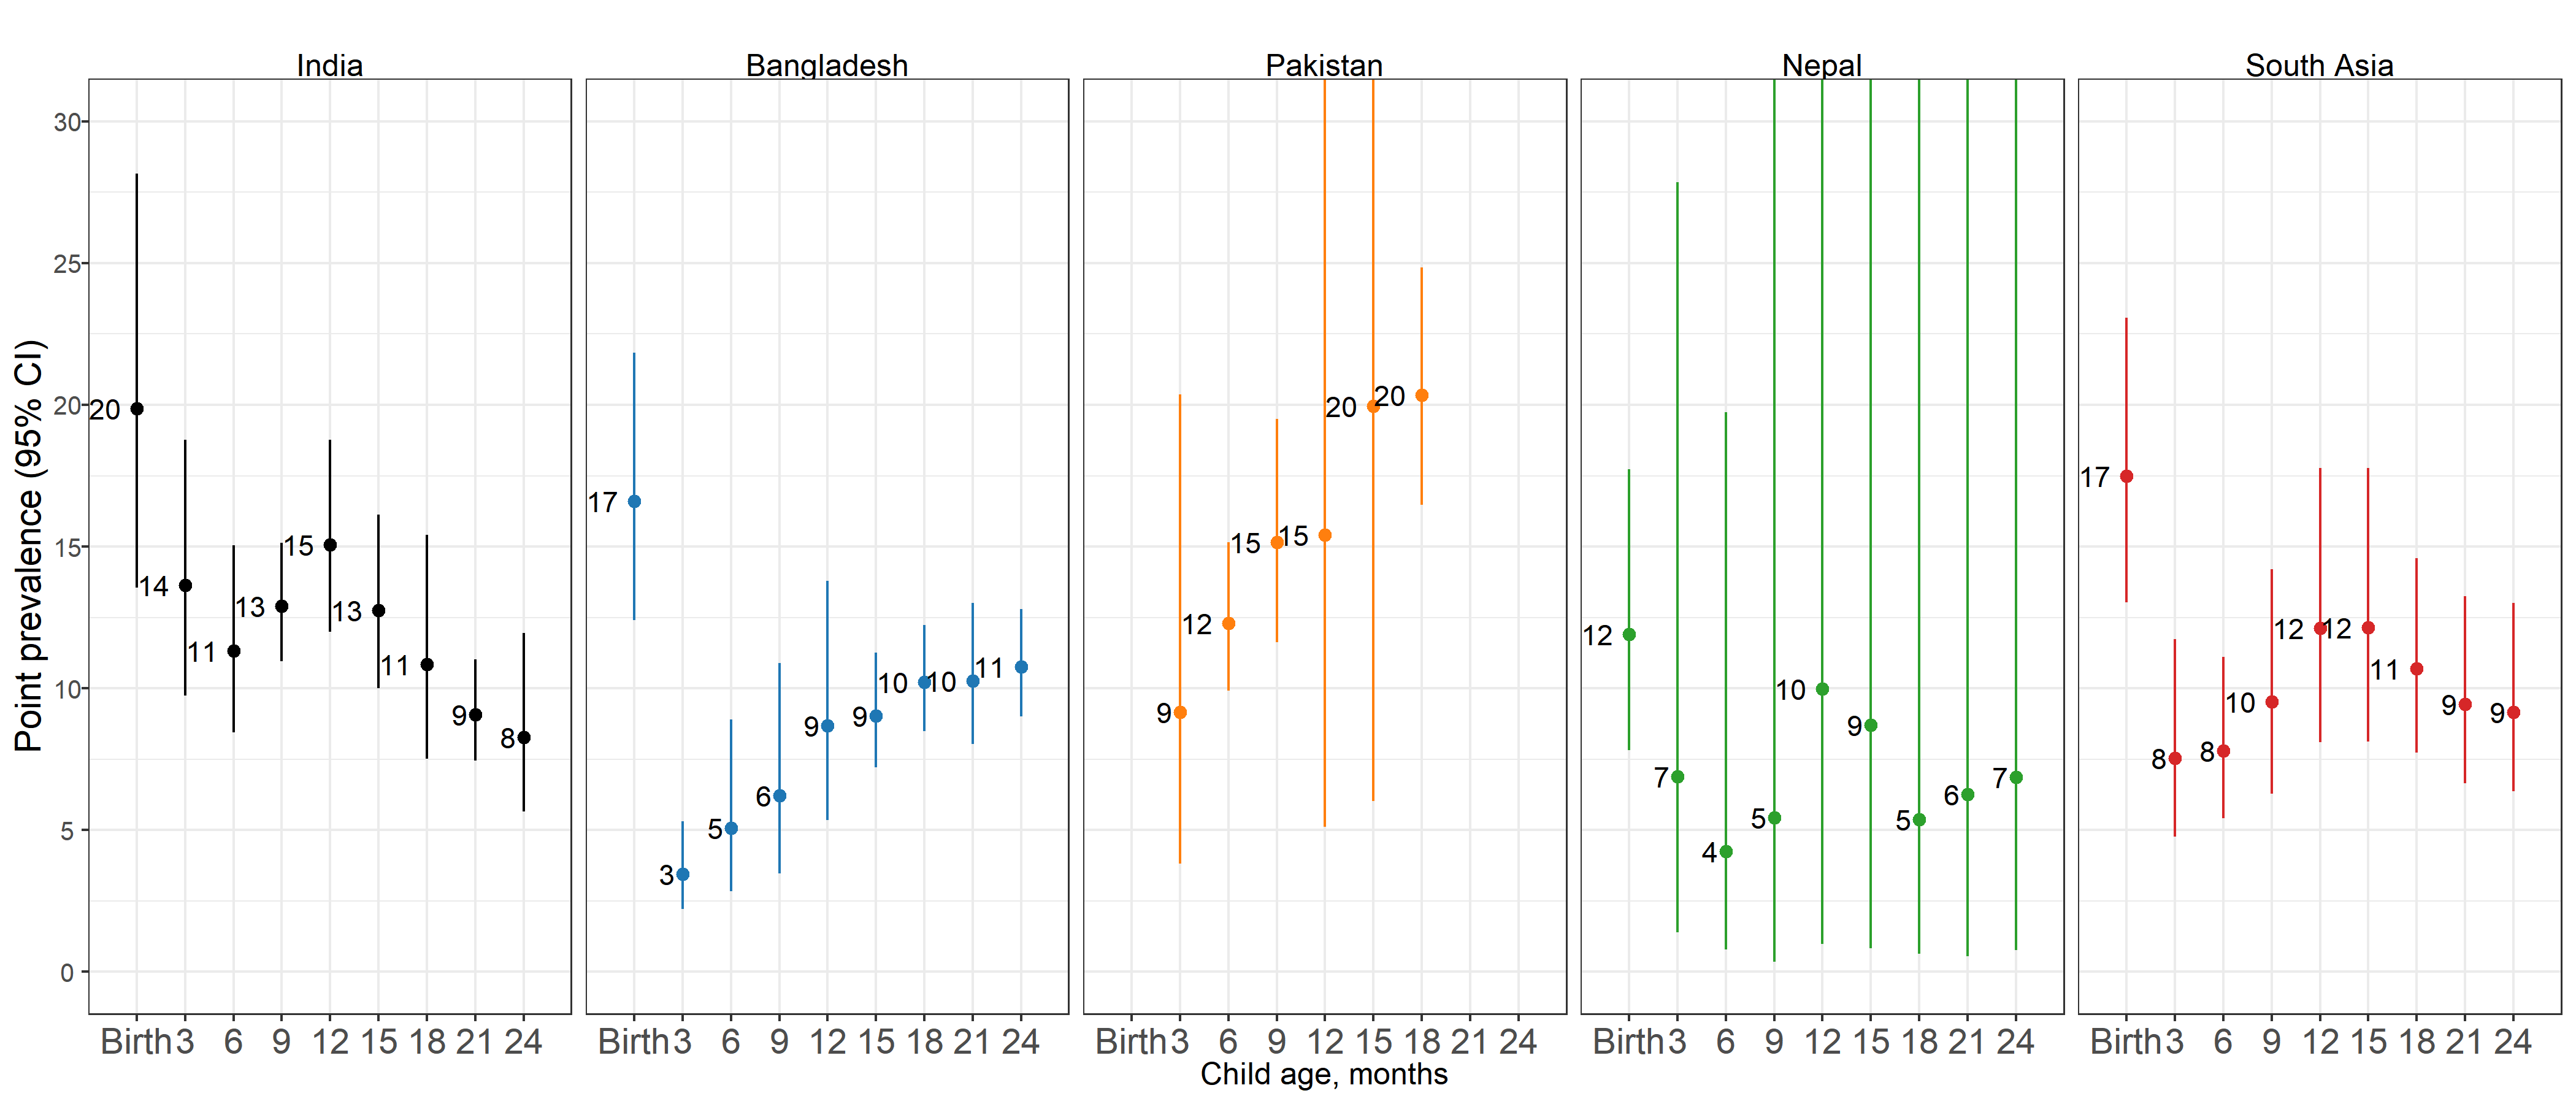 India Bangladesh Pakistan Nepal South Asia
Point prevalence (95% CI)
30
25
20
15
10
5
0
20 14 11 13 15 13 11 9 8
17 3 5 6 9 9 10 10 11
9 12 15 15 20 20
12 7 4 5 10 9 5 6 7
17 8 8 10 12 12 11 9 9
Birth 3 6 9 12 15 18 21 24 Birth 3 6 9 12 15 18 21 24 Birth 3 6 9 12 15 18 21 24 Birth 3 6 9 12 15 18 21 24 Birth 3 6 9 12 15 18 21 24
Child age, months